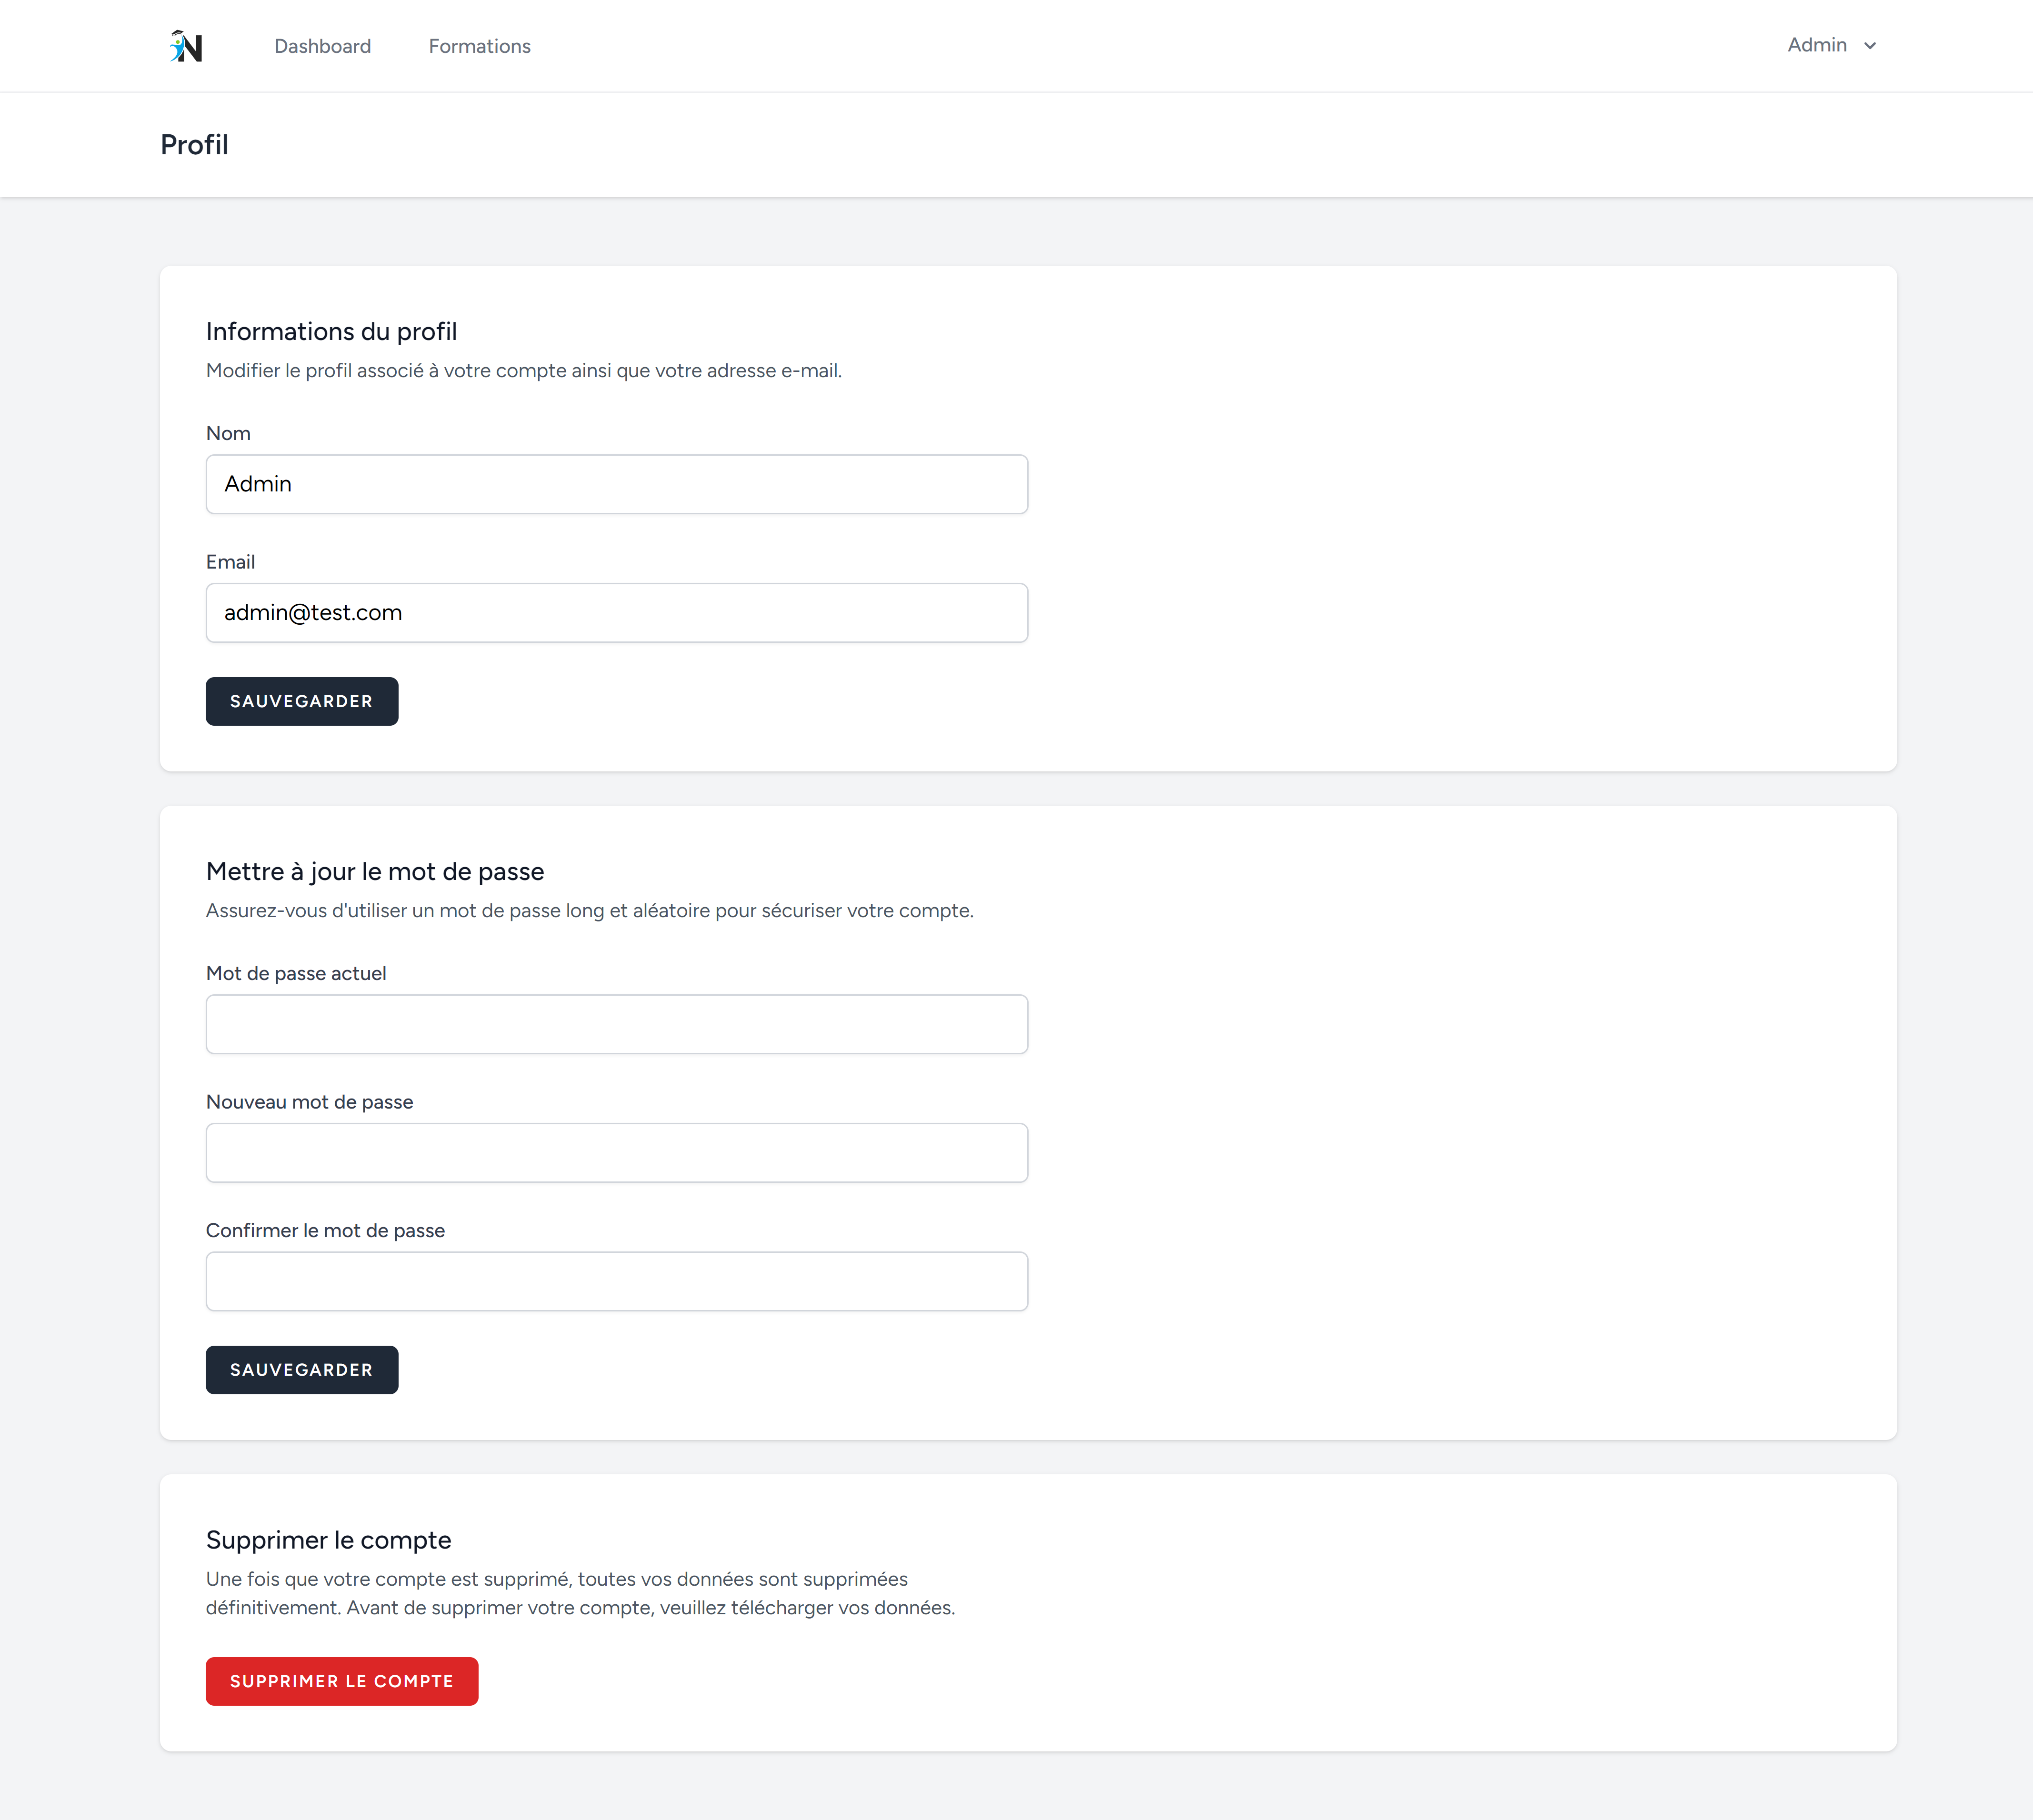 N
Dashboard
Formations
Admin
Profil
Informations du profil
Modifier le profil associé à votre compte ainsi que votre adresse e-mail.
Nom
Admin
Email
admin@test.com
SAUVEGARDER
Mettre à jour le mot de passe
Assurez-vous d'utiliser un mot de passe long et aléatoire pour sécuriser votre compte.
Mot de passe actuel
Nouveau mot de passe
Confirmer le mot de passe
SAUVEGARDER
Supprimer le compte
Une fois que votre compte est supprimé, toutes vos données sont supprimées
définitivement. Avant de supprimer votre compte, veuillez télécharger vos données.
SUPPRIMER LE COMPTE